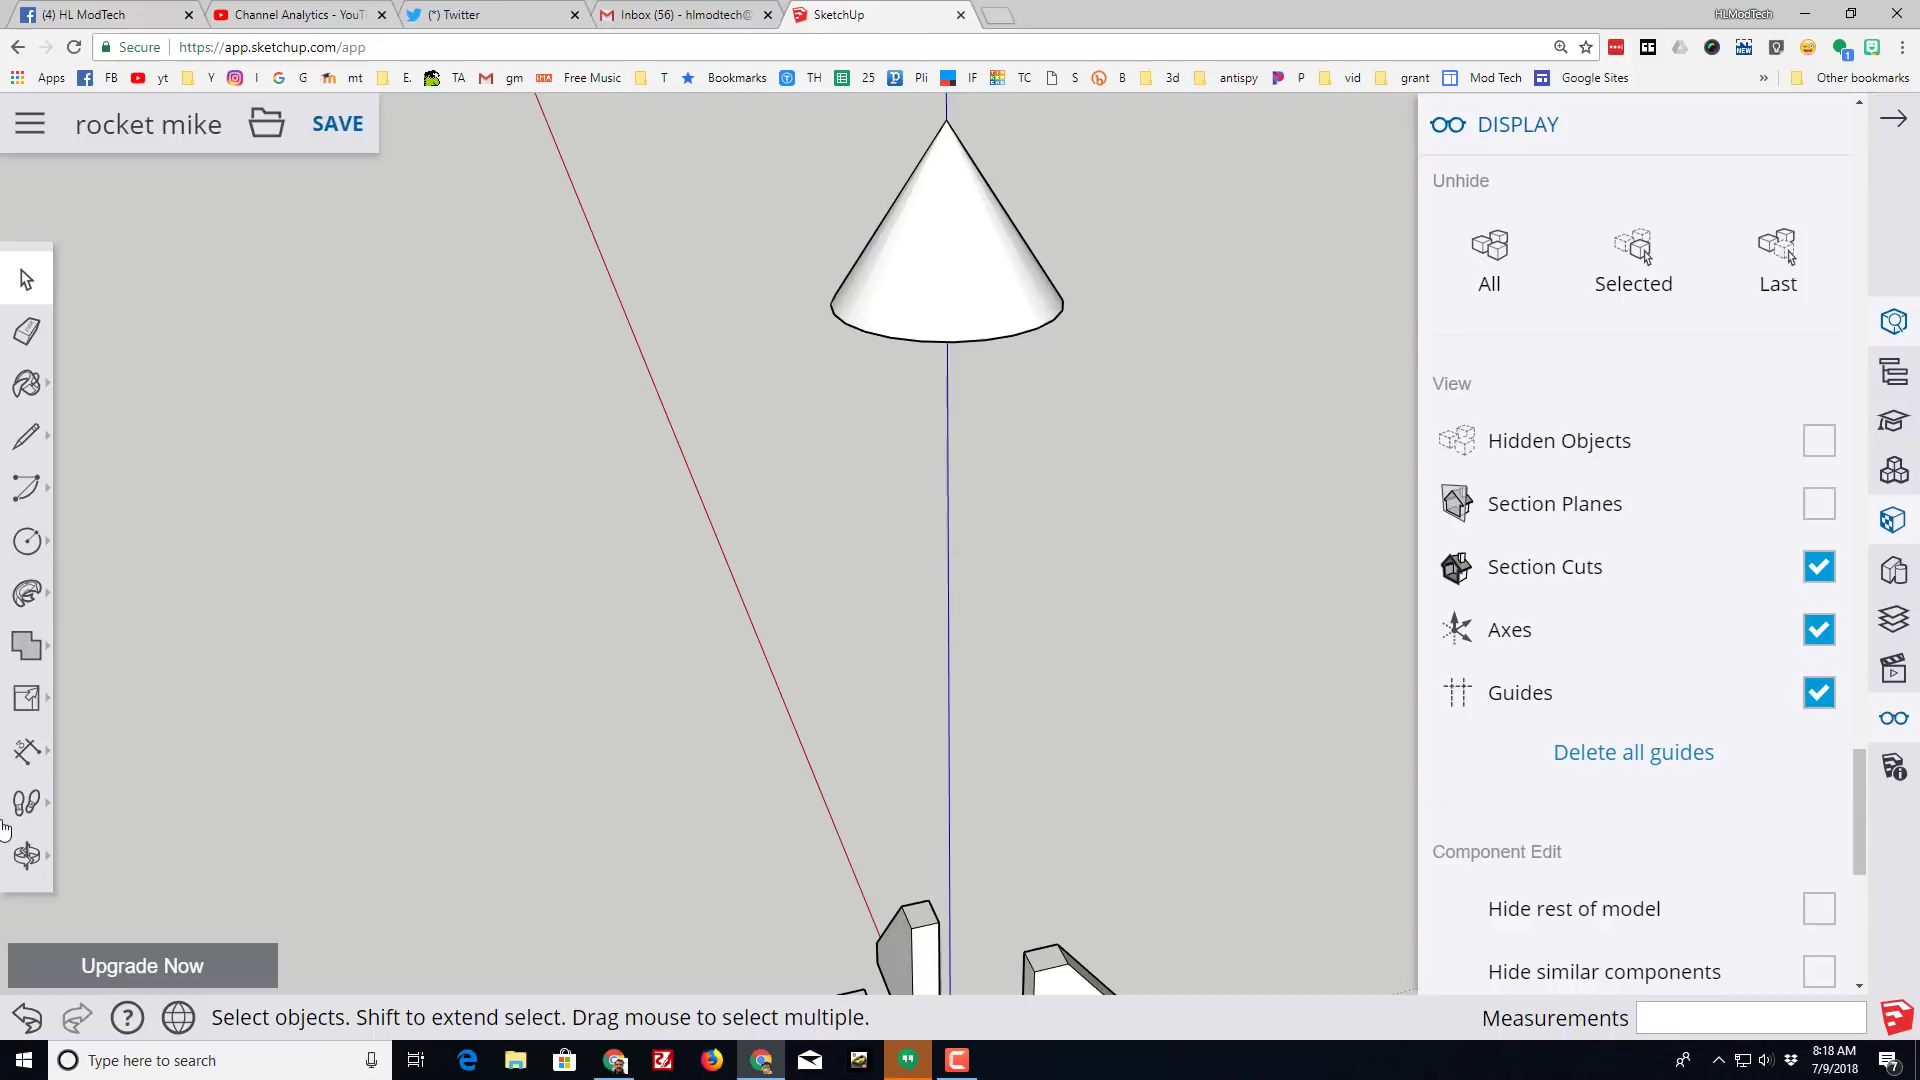 (4) HL ModTech
Channel Analytics - YouT
(*) Twitter
Inbox (56) - hlmodtech@
SketchUp
HLModTech
Secure
https://app.sketchup.com/app
Apps FB yt Y I G mt E. TA gm Free Music T Bookmarks TH 25 Pli IF TC S B 3d antispy P vid grant Mod Tech Google Sites » Other bookmarks
rocket mike
SAVE
DISPLAY
Unhide
All Selected Last
View
Hidden Objects
Section Planes
Section Cuts
Axes
Guides
Delete all guides
Component Edit
Hide rest of model
Hide similar components
Upgrade Now
Select objects. Shift to extend select. Drag mouse to select multiple.
Measurements
Type here to search
8:18 AM
7/9/2018